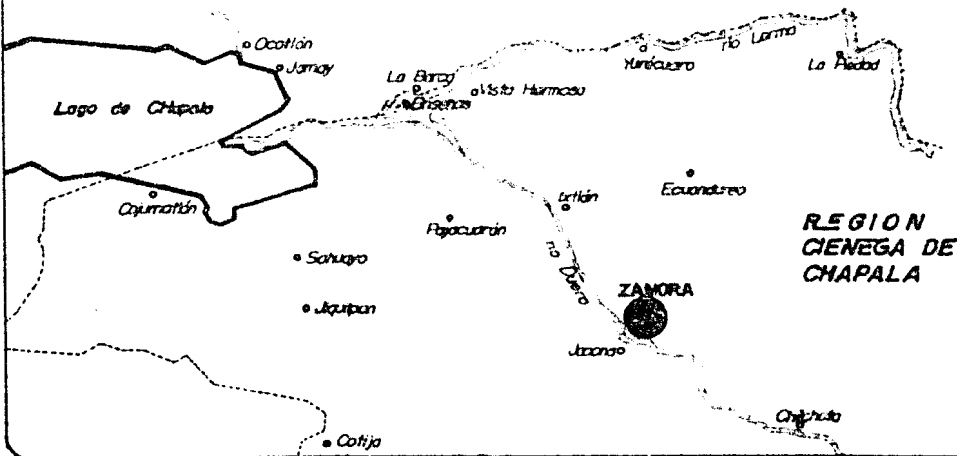 Ocotlán
Jamay
río Lerma
Yurécuaro
La Piedad
La Barca
Vista Hermosa
Briseñas
Lago de Chapala
Ecuandureo
Cojumatlán
Ixtlán
Pajacuarán
REGION
CIENEGA DE
CHAPALA
río Duero
Sahuayo
ZAMORA
Jiquilpan
Jacona
Chilchota
Cotija